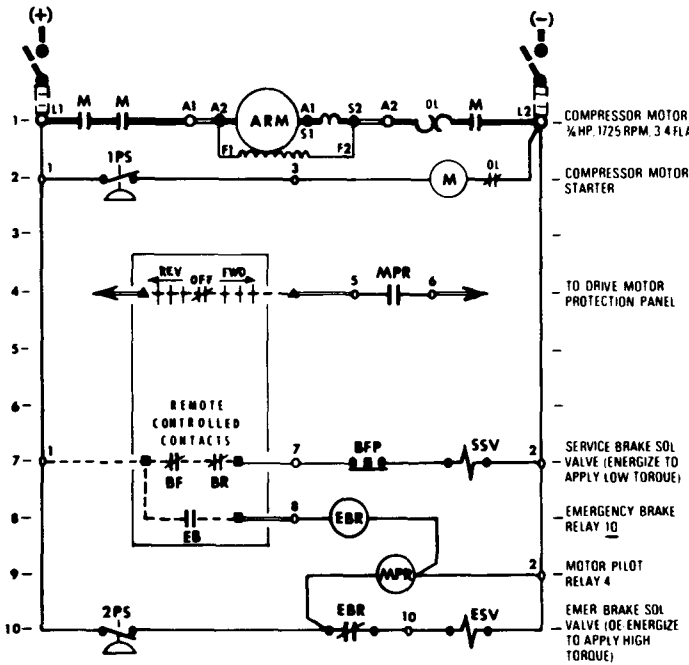 (+) (-)
L1 M M A1 A2 ARM A1 S1 S2 A2 OL M L2
1- - COMPRESSOR MOTOR
¾ HP, 1725 RPM, 3 4 FLA
F1 F2
1PS
2- 1 3 M OL - COMPRESSOR MOTOR
STARTER
3- -
REV OFF FWD
MPR
4- 5 6 - TO DRIVE MOTOR
PROTECTION PANEL
5- -
6- -
REMOTE
CONTROLLED
CONTACTS
7- 1 BF BR 7 BFP SSV 2 - SERVICE BRAKE SOL
VALVE (ENERGIZE TO
APPLY LOW TORQUE)
8- EB 8 EBR - EMERGENCY BRAKE
RELAY 10
9- MPR 2 - MOTOR PILOT
RELAY 4
2PS EBR 10 ESV
10- - EMER BRAKE SOL
VALVE (OE ENERGIZE
TO APPLY HIGH
TORQUE)